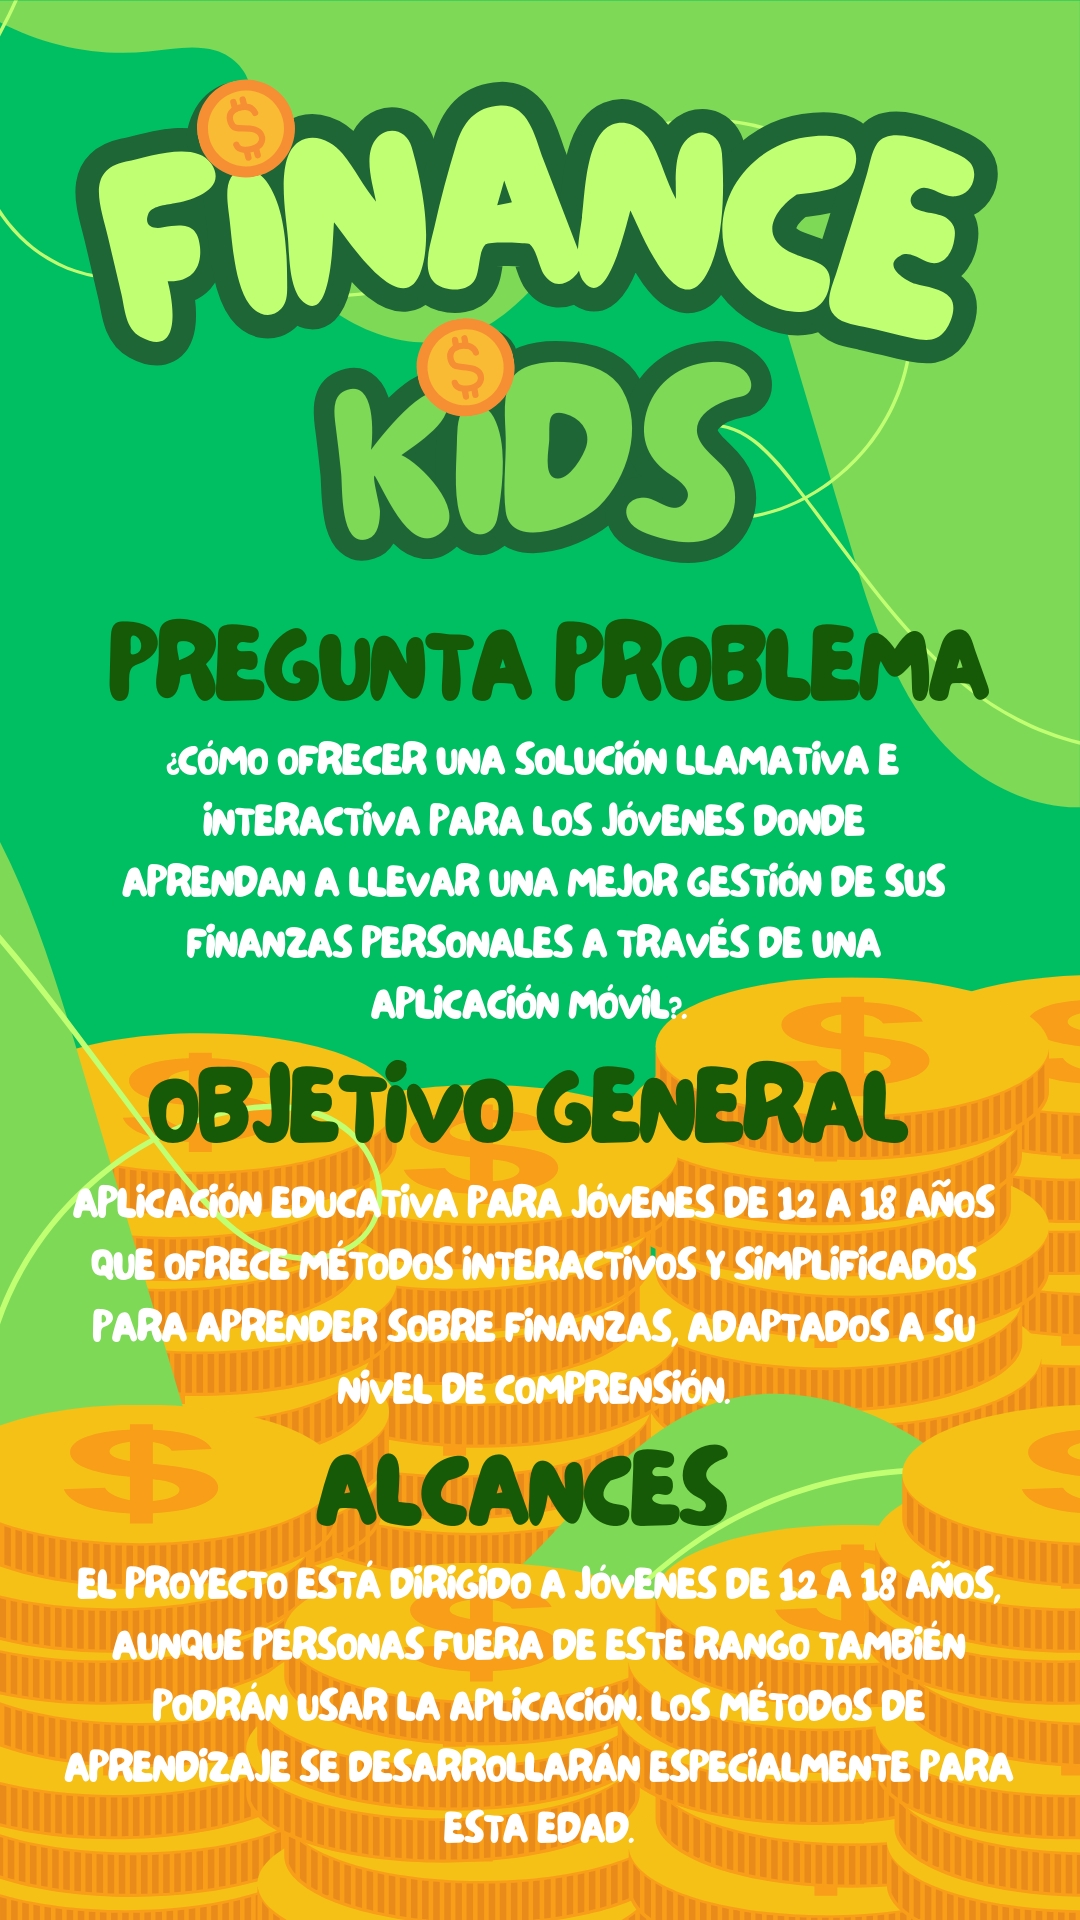 FiNANCE
KiDS
PREGUNTA PROBLEMA
¿CÓMO OFRECER UNA SOLUCiÓN LLAMATiVA E
iNTERACTiVA PARA LOS JÓVENES DONDE
APRENDAN A LLEVAR UNA MEJOR GESTiÓN DE SUS
FiNANZAS PERSONALES A TRAVÉS DE UNA
APLiCACiÓN MÓViL?.
OBJETiVO GENERAL
APLiCACiÓN EDUCATiVA PARA JÓVENES DE 12 A 18 AÑOS
QUE OFRECE MÉTODOS iNTERACTiVOS Y SiMPLiFiCADOS
PARA APRENDER SOBRE FiNANZAS, ADAPTADOS A SU
NiVEL DE COMPRENSiÓN.
ALCANCES
EL PROYECTO ESTÁ DiRiGiDO A JÓVENES DE 12 A 18 AÑOS,
AUNQUE PERSONAS FUERA DE ESTE RANGO TAMBiÉN
PODRÁN USAR LA APLiCACiÓN. LOS MÉTODOS DE
APRENDiZAJE SE DESARROLLARÁN ESPECiALMENTE PARA
ESTA EDAD.